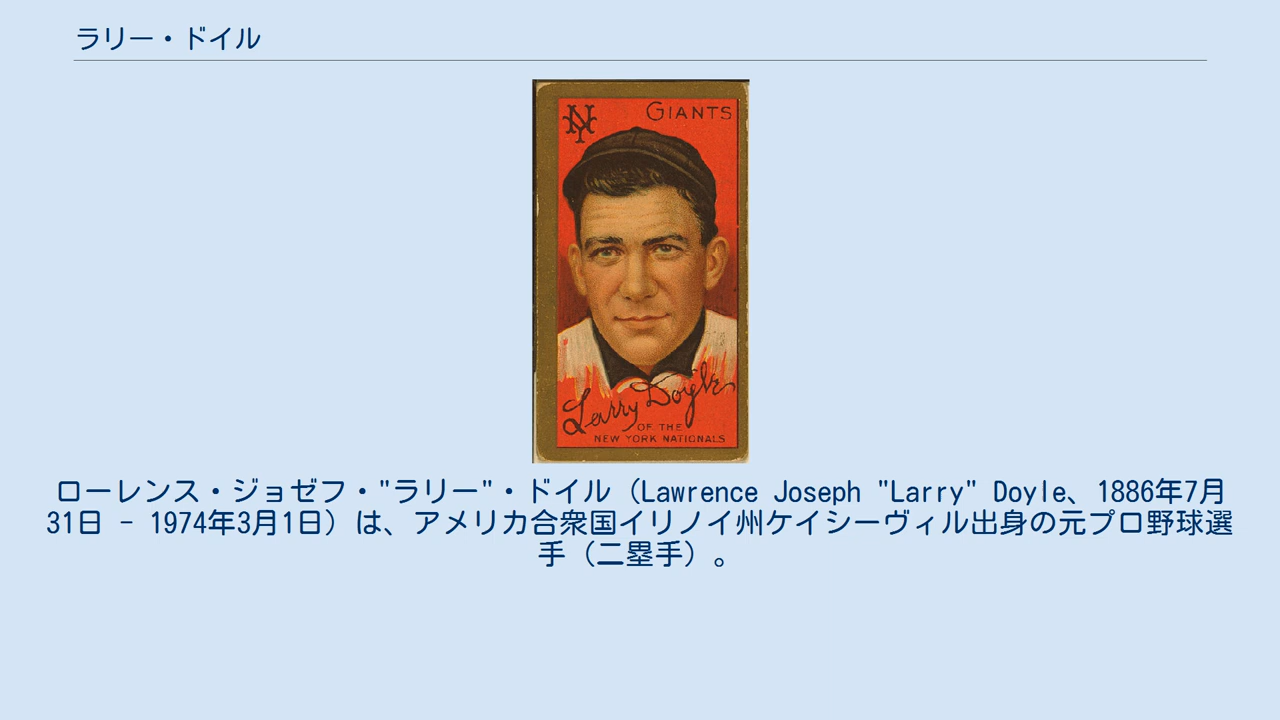 ラリー・ドイル
NY
GIANTS
Larry Doyle
OF THE
NEW YORK NATIONALS
ローレンス・ジョゼフ・"ラリー"・ドイル（Lawrence Joseph "Larry" Doyle、1886年7月
31日 - 1974年3月1日）は、アメリカ合衆国イリノイ州ケイシーヴィル出身の元プロ野球選
手（二塁手）。